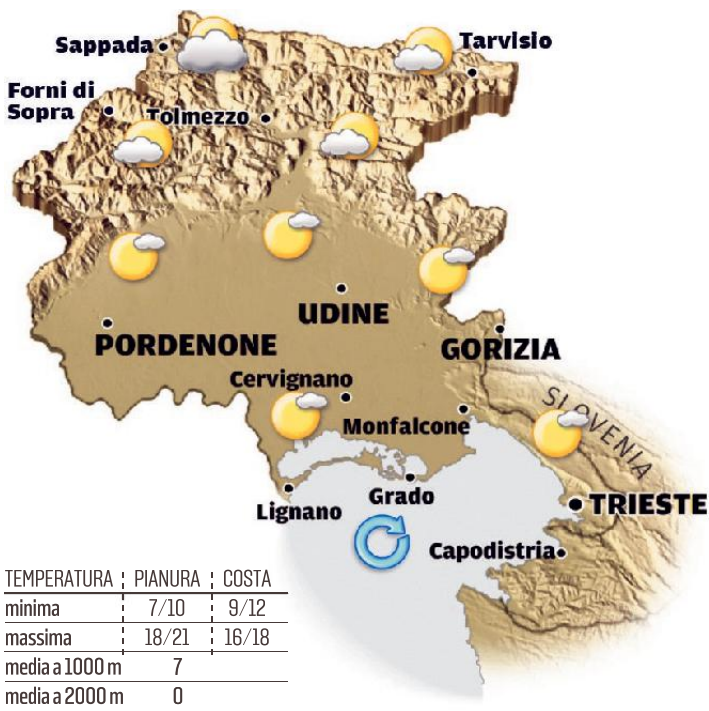 Sappada
Tarvisio
Forni di
Sopra
Tolmezzo
UDINE
PORDENONE
GORIZIA
Cervignano
SLOVENIA
Monfalcone
Grado
TRIESTE
Lignano
Capodistria
TEMPERATURA PIANURA COSTA
minima 7/10 9/12
massima 18/21 16/18
media a 1000 m 7
media a 2000 m 0